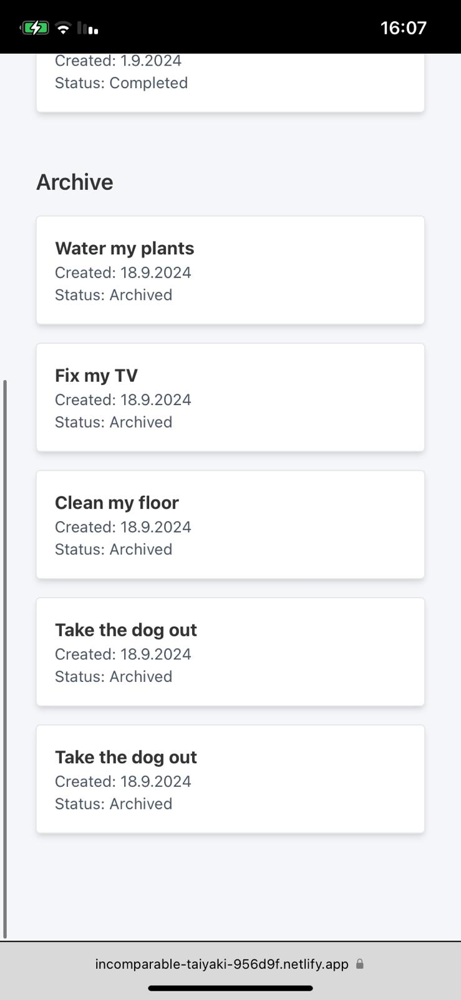 16:07
Created: 1.9.2024
Status: Completed
Archive
Water my plants
Created: 18.9.2024
Status: Archived
Fix my TV
Created: 18.9.2024
Status: Archived
Clean my floor
Created: 18.9.2024
Status: Archived
Take the dog out
Created: 18.9.2024
Status: Archived
Take the dog out
Created: 18.9.2024
Status: Archived
incomparable-taiyaki-956d9f.netlify.app